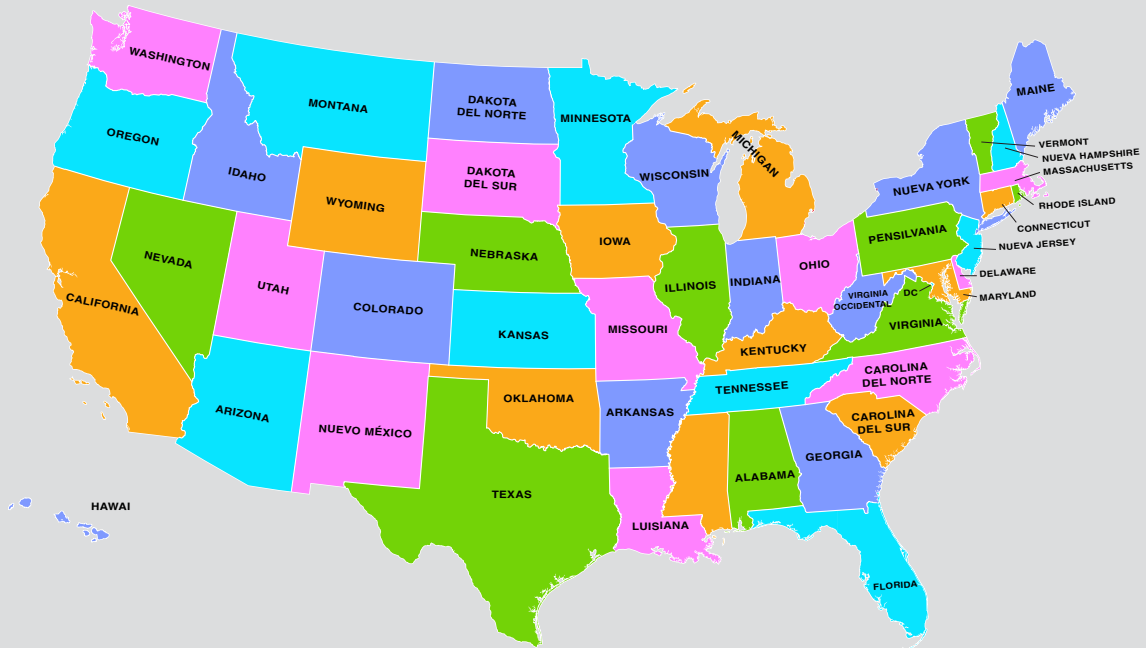 WASHINGTON
OREGON
CALIFORNIA
IDAHO
NEVADA
MONTANA
WYOMING
UTAH
ARIZONA
COLORADO
NUEVO MÉXICO
DAKOTA
DEL NORTE
DAKOTA
DEL SUR
NEBRASKA
KANSAS
OKLAHOMA
TEXAS
MINNESOTA
IOWA
MISSOURI
ARKANSAS
LUISIANA
WISCONSIN
ILLINOIS
MICHIGAN
INDIANA
OHIO
KENTUCKY
TENNESSEE
ALABAMA
GEORGIA
FLORIDA
CAROLINA
DEL SUR
CAROLINA
DEL NORTE
VIRGINIA
VIRGINIA
OCCIDENTAL
DC
PENSILVANIA
NUEVA YORK
MAINE
VERMONT
NUEVA HAMPSHIRE
MASSACHUSETTS
RHODE ISLAND
CONNECTICUT
NUEVA JERSEY
DELAWARE
MARYLAND
HAWAI